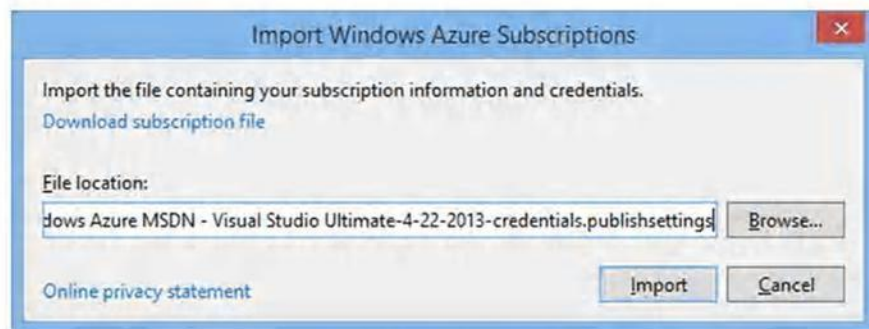 Import Windows Azure Subscriptions
Import the file containing your subscription information and credentials.
Download subscription file
File location:
dows Azure MSDN - Visual Studio Ultimate-4-22-2013-credentials.publishsettings Browse...
Online privacy statement Import Cancel